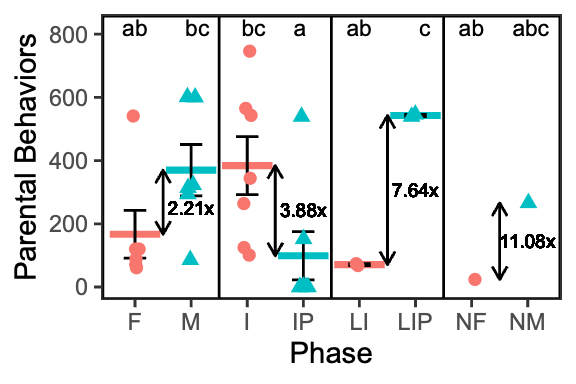 ab bc bc a ab c ab abc
800
600
400
200
0
Parental Behaviors
2.21x
3.88x
7.64x
11.08x
F M I IP LI LIP NF NM
Phase